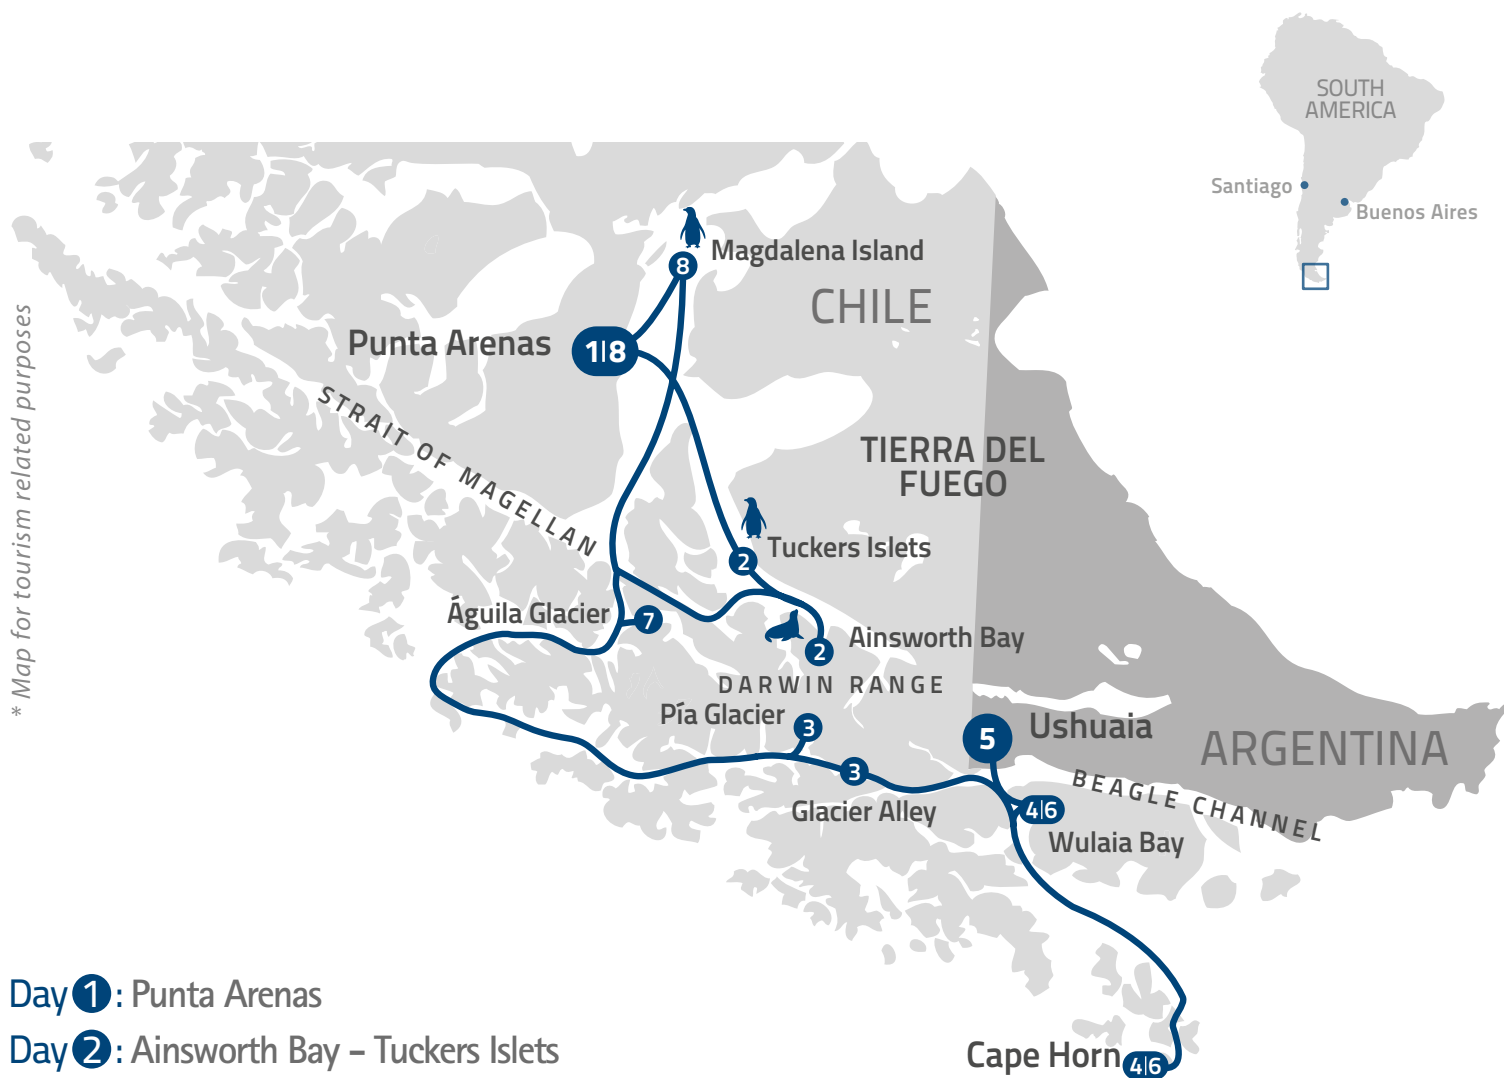 SOUTH
AMERICA
Santiago
Buenos Aires
Magdalena Island
8
CHILE
Punta Arenas
1|8
* Map for tourism related purposes
STRAIT OF MAGELLAN
TIERRA DEL
FUEGO
Tuckers Islets
2
Águila Glacier
7
Ainsworth Bay
2
DARWIN RANGE
Pía Glacier
3
5
Ushuaia
ARGENTINA
3
Glacier Alley
BEAGLE CHANNEL
4|6
Wulaia Bay
Day 1 : Punta Arenas
Day 2 : Ainsworth Bay – Tuckers Islets
Cape Horn 4|6